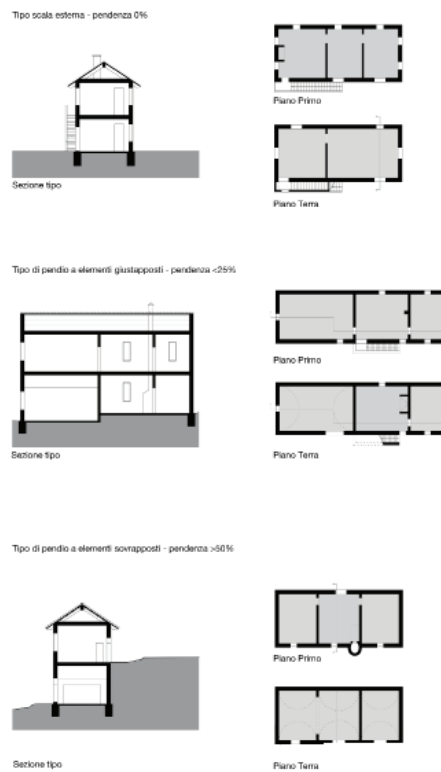 Tipo scala esterna - pendenza 0%
Piano Primo
Sezione tipo
Piano Terra
Tipo di pendio a elementi giustapposti - pendenza <25%
Piano Primo
Sezione tipo
Piano Terra
Tipo di pendio a elementi sovrapposti - pendenza >50%
Piano Primo
Sezione tipo
Piano Terra